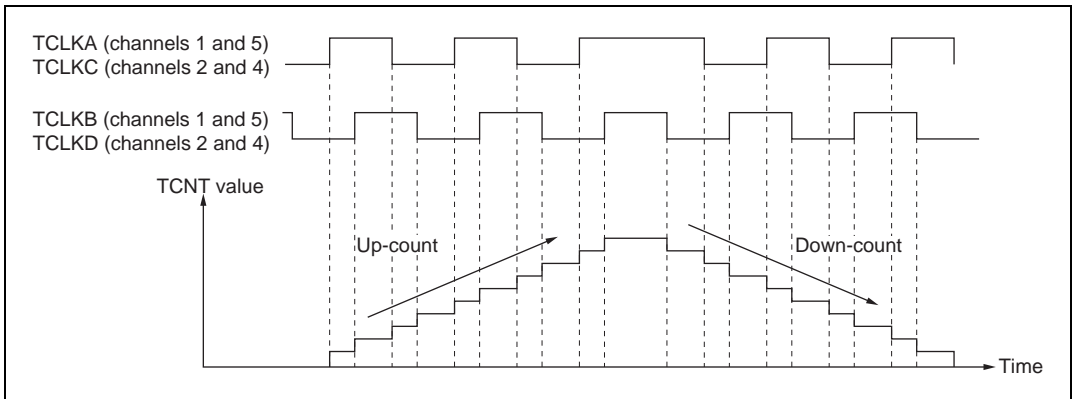 TCLKA (channels 1 and 5)
TCLKC (channels 2 and 4)
TCLKB (channels 1 and 5)
TCLKD (channels 2 and 4)
TCNT value
Up-count
Down-count
Time